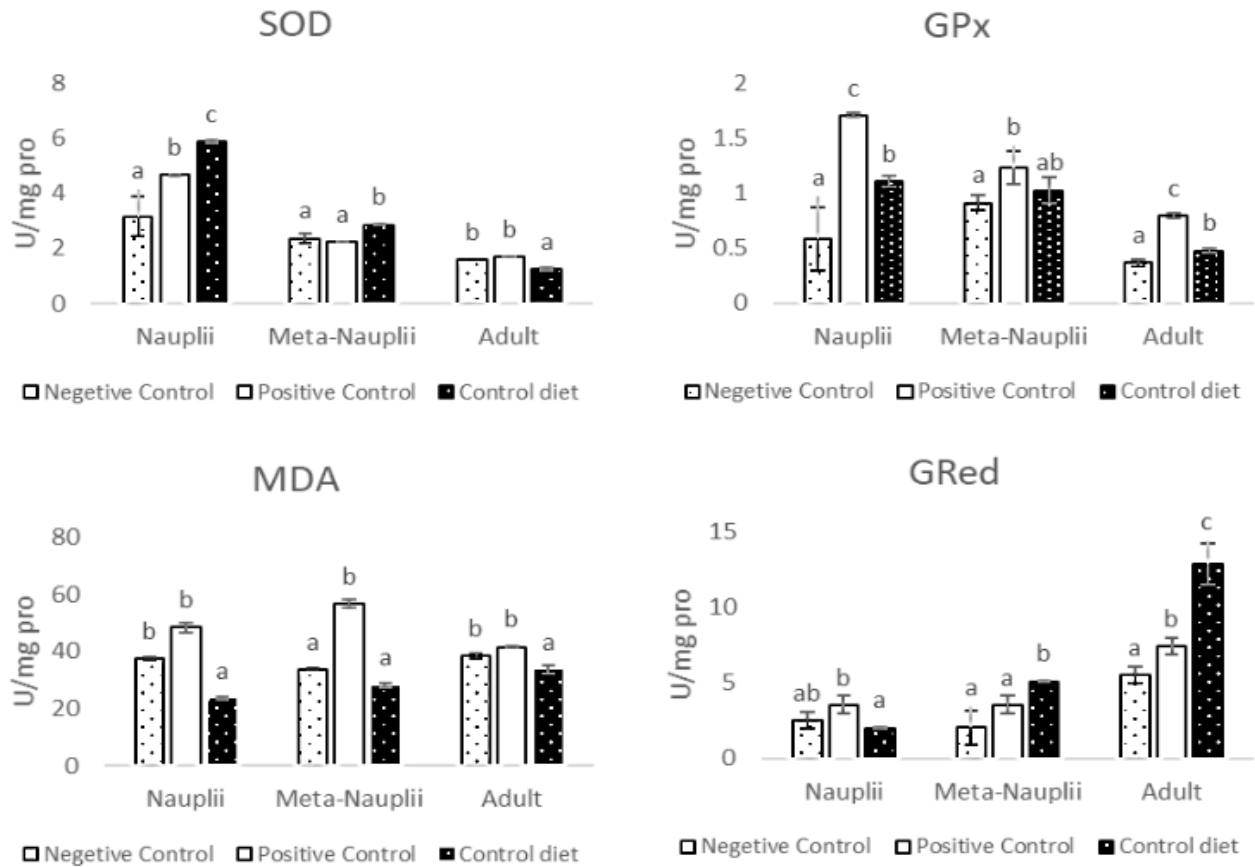 SOD
8
6
4
2
0
U/mg pro
a b c
a a b
b b a
Nauplii Meta-Nauplii Adult
Negetive Control Positive Control Control diet
GPx
2
1.5
1
0.5
0
U/mg pro
a c b
a b ab
a c b
Nauplii Meta-Nauplii Adult
Negetive Control Positive Control Control diet
MDA
80
60
40
20
0
U/mg pro
b b a
a b a
b b a
Nauplii Meta-Nauplii Adult
Negetive Control Positive Control Control diet
GRed
15
10
5
0
U/mg pro
ab b a
a a b
a b c
Nauplii Meta-Nauplii Adult
Negetive Control Positive Control Control diet